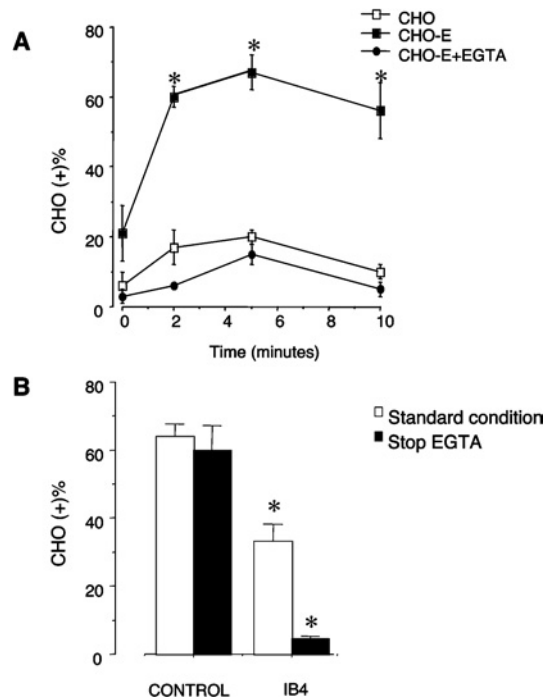 A
CHO
CHO-E
CHO-E+EGTA
CHO (+)%
80
60
40
20
0
* * *
0 2 4 6 8 10
Time (minutes)
B
CHO (+)%
80
60
40
20
0
Standard condition
Stop EGTA
*
*
CONTROL IB4